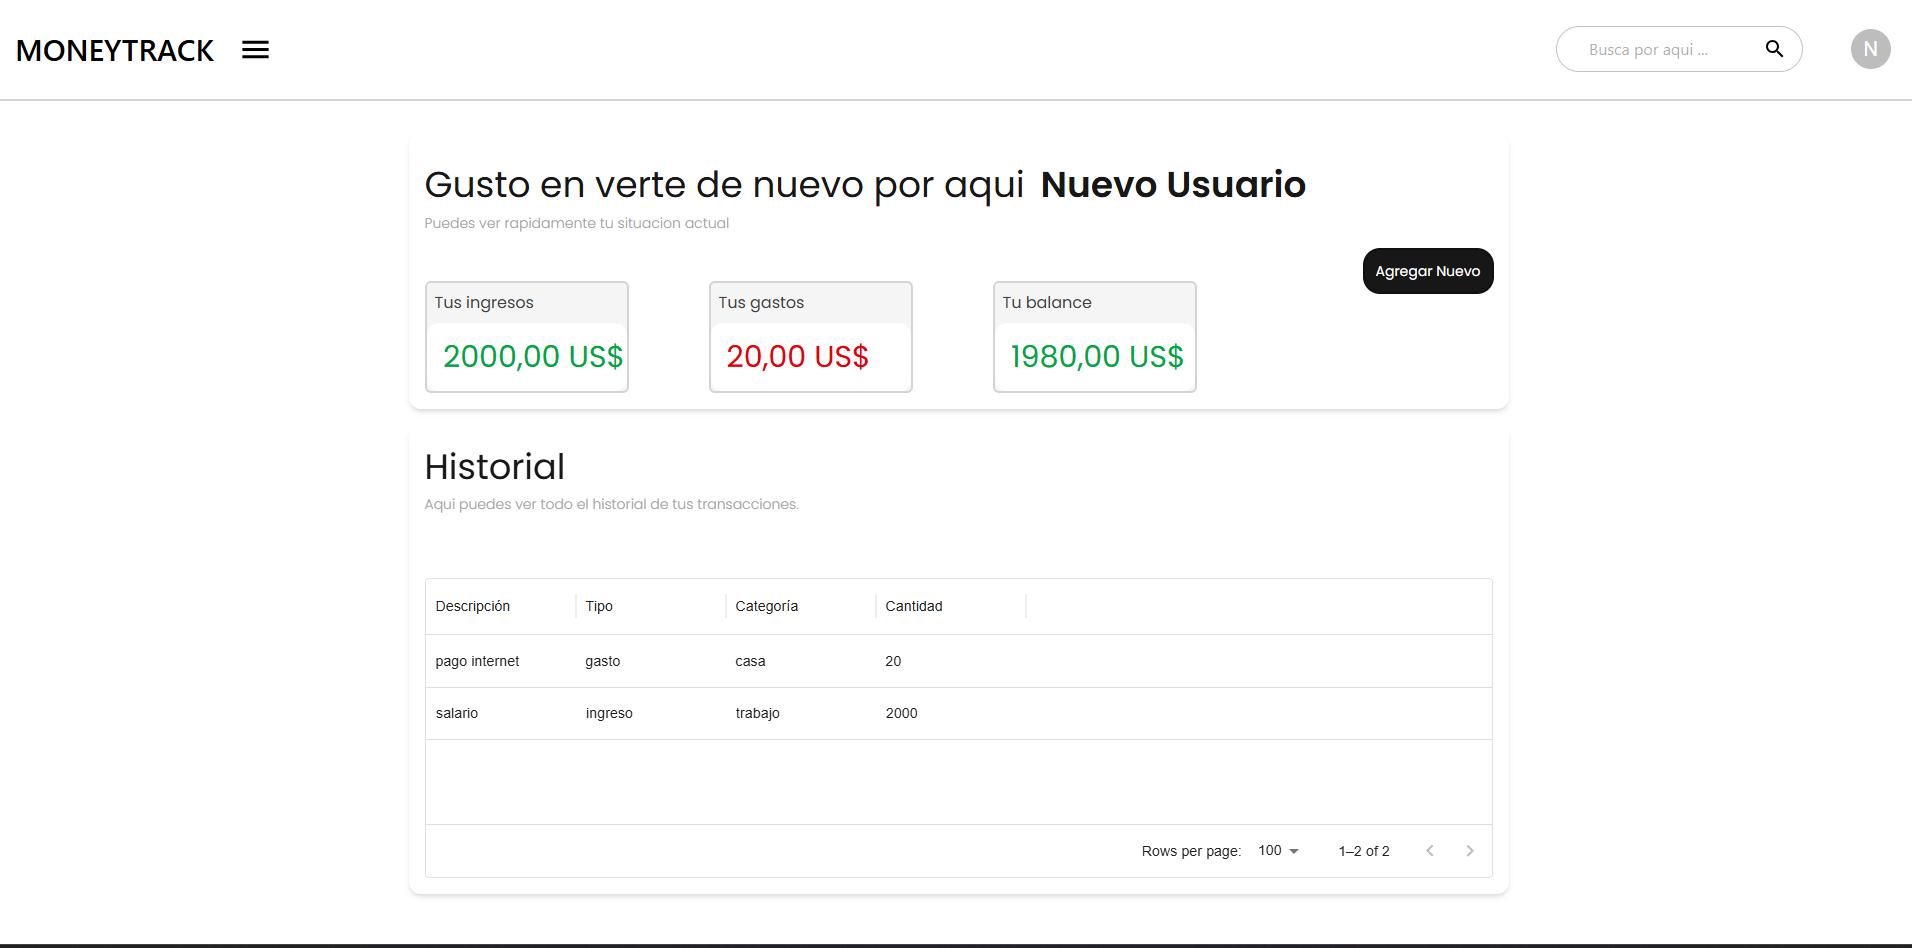 MONEYTRACK
Busca por aqui ...
N
Gusto en verte de nuevo por aqui Nuevo Usuario
Puedes ver rapidamente tu situacion actual
Agregar Nuevo
Tus ingresos
2000,00 US$
Tus gastos
20,00 US$
Tu balance
1980,00 US$
Historial
Aqui puedes ver todo el historial de tus transacciones.
Descripción Tipo Categoría Cantidad
pago internet gasto casa 20
salario ingreso trabajo 2000
Rows per page: 100 1–2 of 2